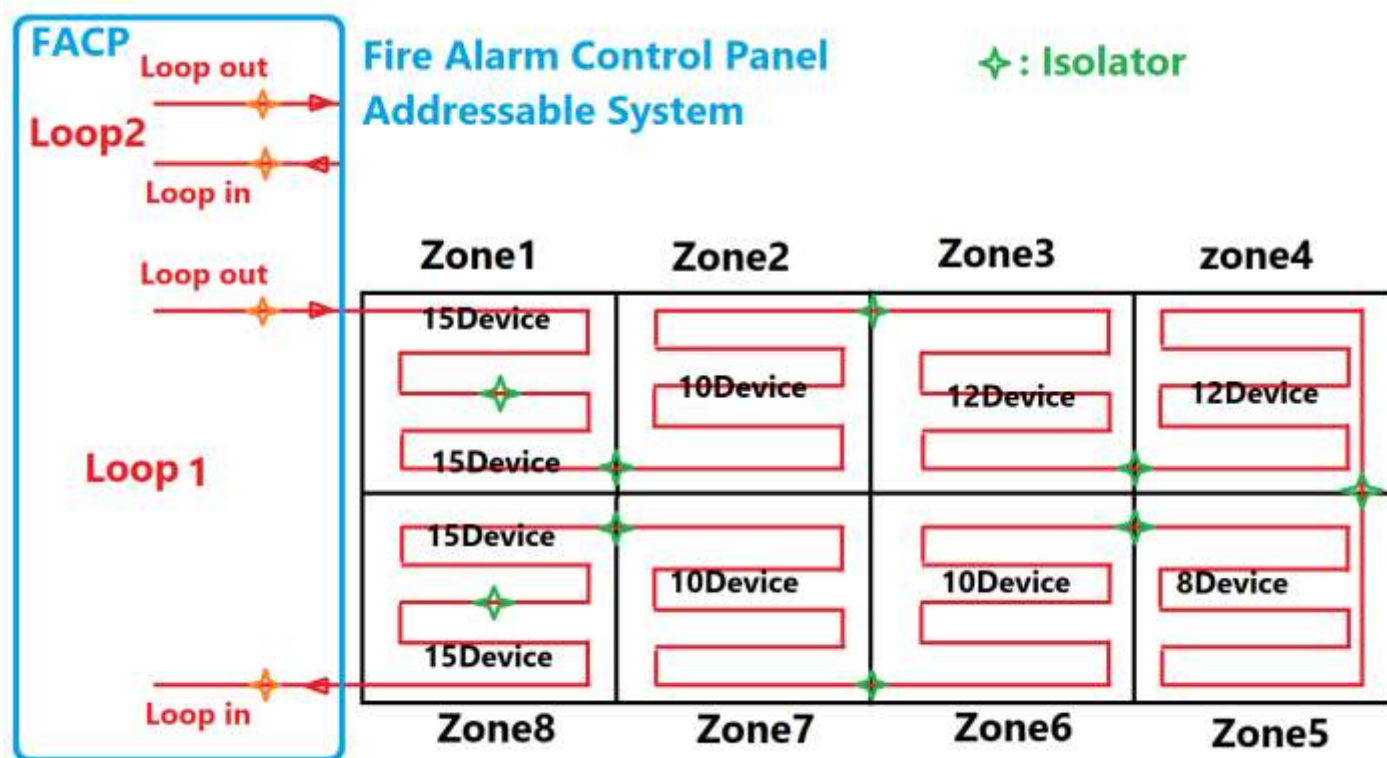 FACP
Loop out
Loop2
Loop in
Fire Alarm Control Panel
Addressable System
: Isolator
Loop out
Loop 1
Loop in
Zone1
Zone2
Zone3
zone4
15Device
15Device
10Device
12Device
12Device
15Device
15Device
10Device
10Device
8Device
Zone8
Zone7
Zone6
Zone5